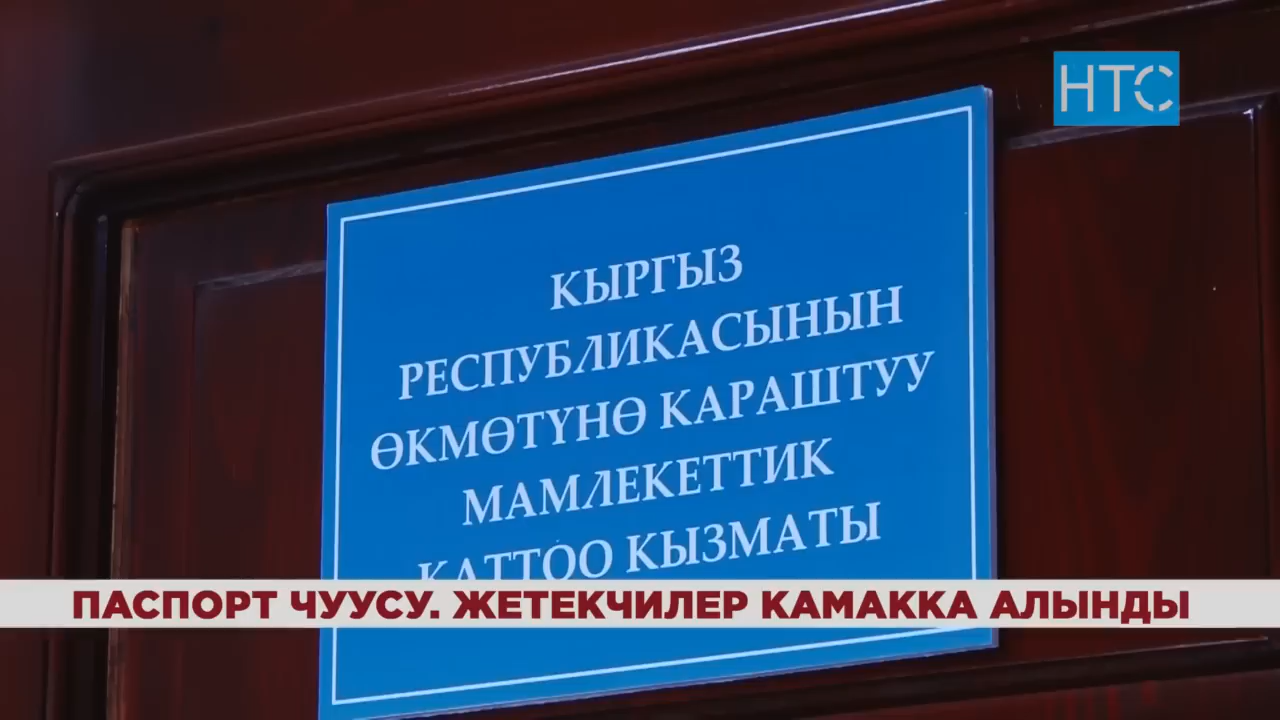 НТС
КЫРГЫЗ
РЕСПУБЛИКАСЫНЫН
ӨКМӨТҮНӨ КАРАШТУУ
МАМЛЕКЕТТИК
КАТТОО КЫЗМАТЫ
ПАСПОРТ ЧУУСУ. ЖЕТЕКЧИЛЕР КАМАККА АЛЫНДЫ